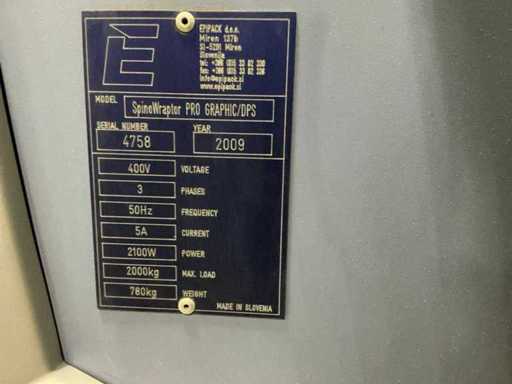 E
EPIPACK d.o.o.
Miren 137b
SI-5291 Miren
Slovenija
info@epipack.si
www.epipack.si
MODEL SpinoWraptor PRO GRAPHIC/DPS
SERIAL NUMBER YEAR
4758 2009
400V VOLTAGE
3 PHASES
50Hz FREQUENCY
5A CURRENT
2100W POWER
2000kg MAX. LOAD
780kg WEIGHT
MADE IN SLOVENIA